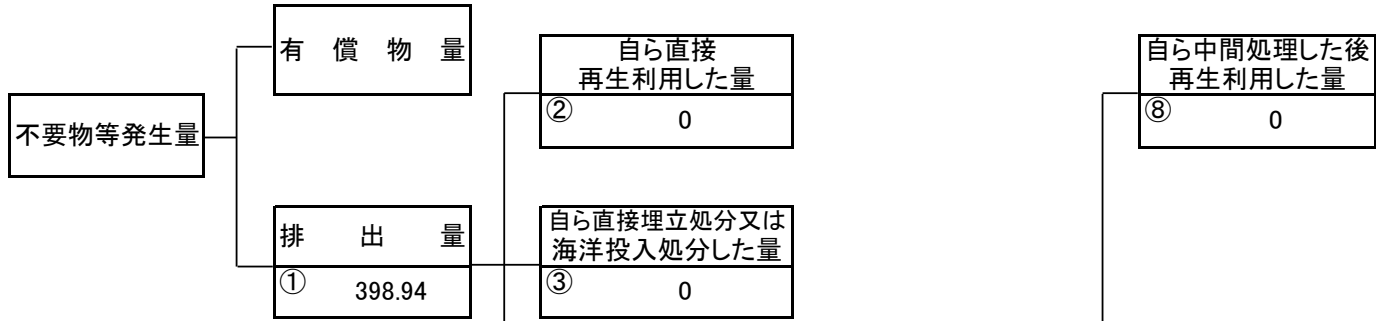 有償物量
自ら直接
再生利用した量
② 0
自ら中間処理した後
再生利用した量
⑧ 0
不要物等発生量
排出量
① 398.94
自ら直接埋立処分又は
海洋投入処分した量
③ 0